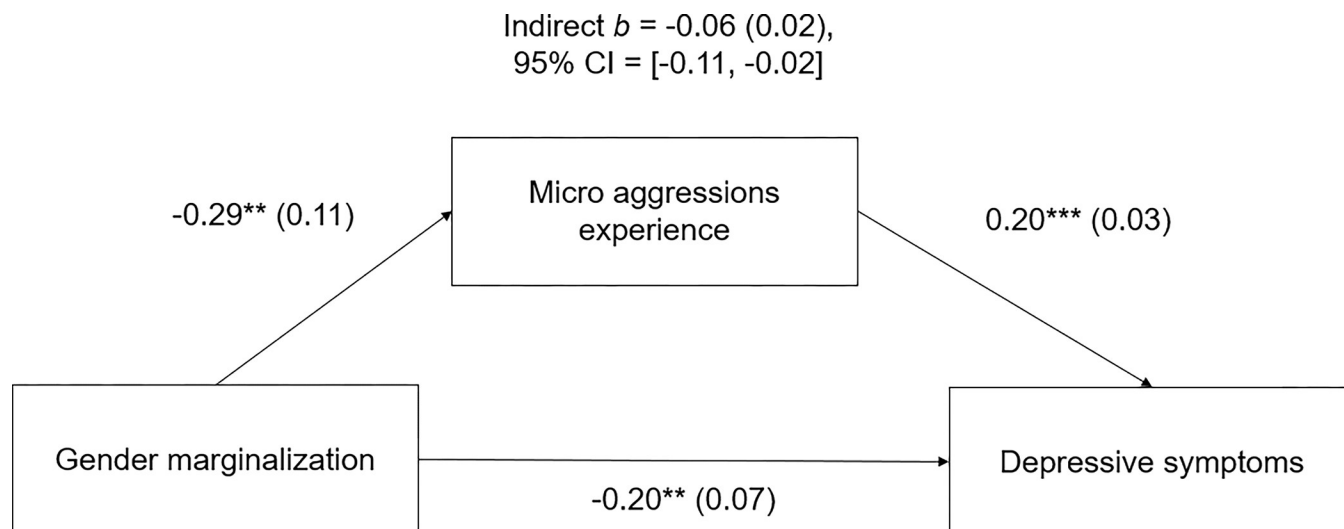 Indirect b = -0.06 (0.02),
95% CI = [-0.11, -0.02]
Micro aggressions
experience
-0.29** (0.11)
0.20*** (0.03)
Gender marginalization
Depressive symptoms
-0.20** (0.07)